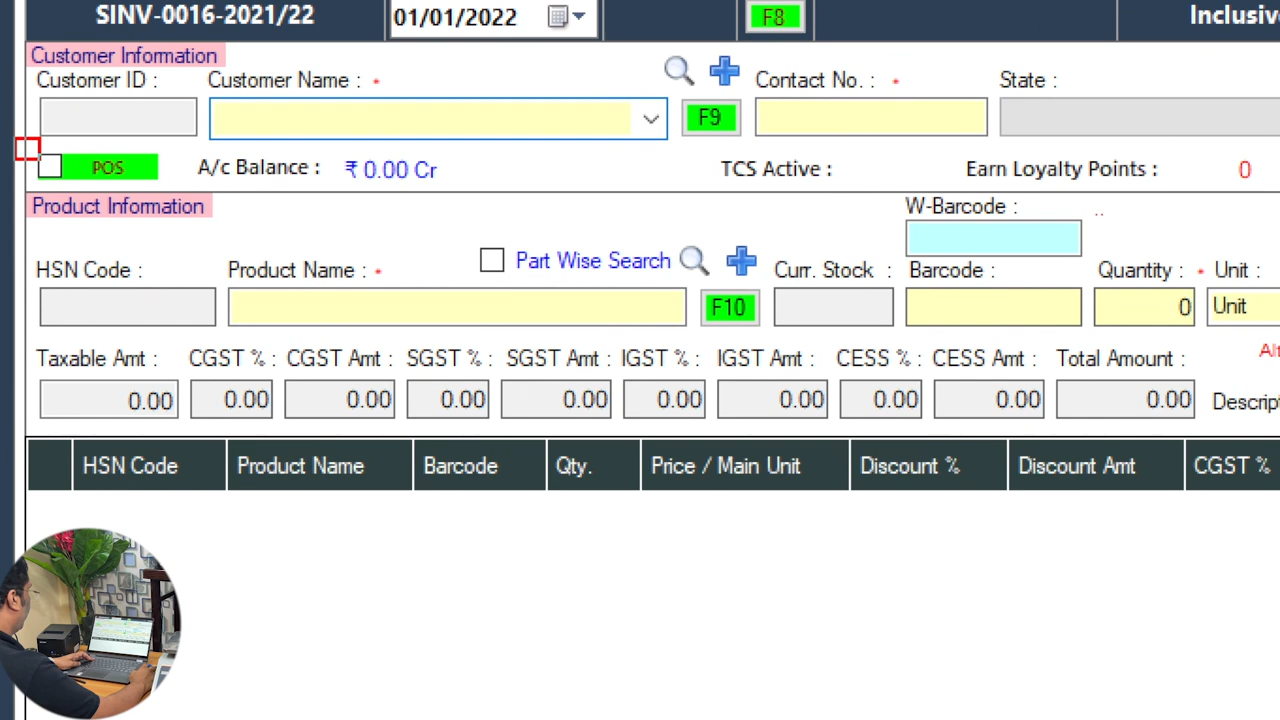 SINV-0016-2021/22 01/01/2022 F8 Inclusiv
Customer Information
Customer ID : Customer Name : * Contact No. : * State :
F9
POS A/c Balance : ₹ 0.00 Cr TCS Active : Earn Loyalty Points : 0
Product Information W-Barcode : ..
HSN Code : Product Name : * Part Wise Search Curr. Stock : Barcode : Quantity : * Unit :
F10 0 Unit
Taxable Amt : CGST % : CGST Amt : SGST % : SGST Amt : IGST % : IGST Amt : CESS % : CESS Amt : Total Amount : Alt
0.00 0.00 0.00 0.00 0.00 0.00 0.00 0.00 0.00 0.00 Descript
HSN Code Product Name Barcode Qty. Price / Main Unit Discount % Discount Amt CGST %